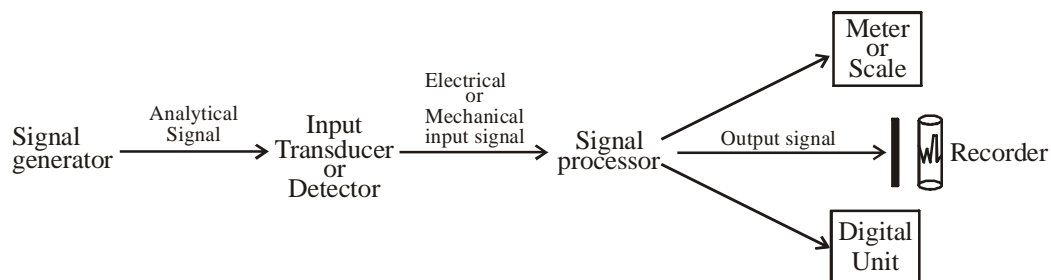 Signal
generator
Analytical
Signal
Input
Transducer
or
Detector
Electrical
or
Mechanical
input signal
Signal
processor
Meter
or
Scale
Output signal
Recorder
Digital
Unit